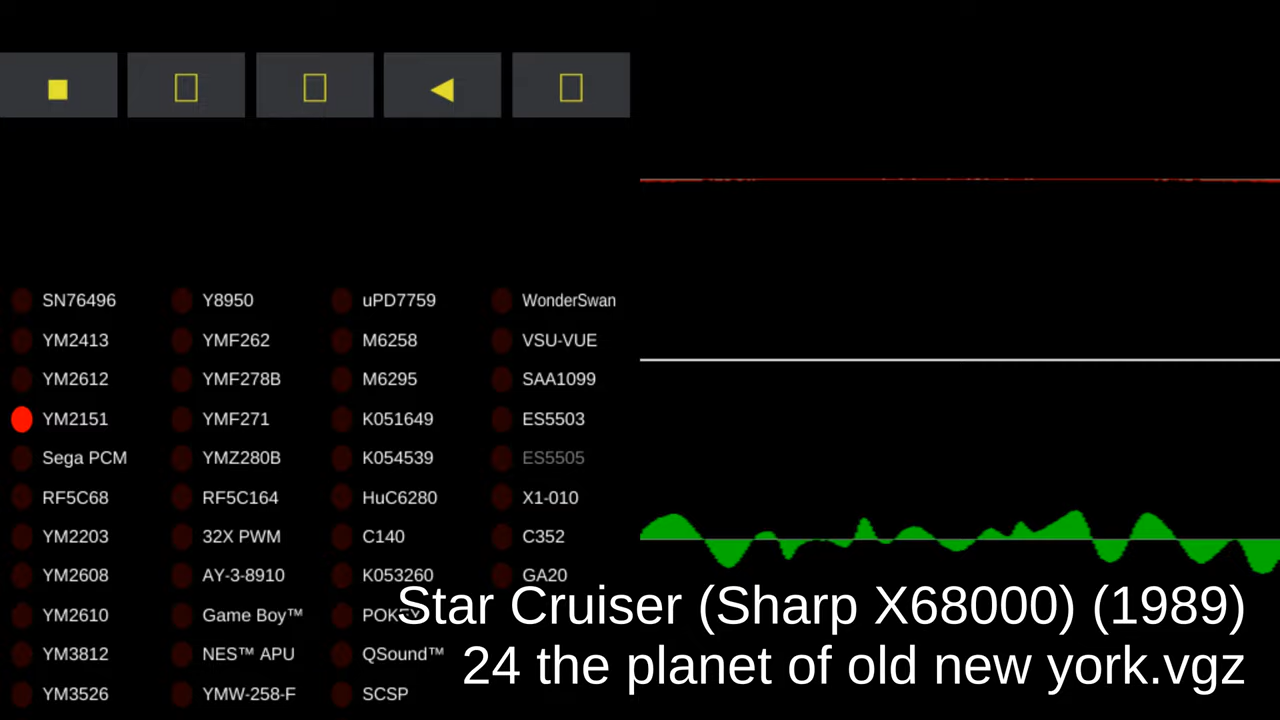 SN76496 Y8950 uPD7759 WonderSwan
YM2413 YMF262 M6258 VSU-VUE
YM2612 YMF278B M6295 SAA1099
YM2151 YMF271 K051649 ES5503
Sega PCM YMZ280B K054539 ES5505
RF5C68 RF5C164 HuC6280 X1-010
YM2203 32X PWM C140 C352
YM2608 AY-3-8910 K053260 GA20
YM2610 Game Boy™ POKEY
YM3812 NES™ APU QSound™
YM3526 YMW-258-F SCSP
Star Cruiser (Sharp X68000) (1989)
24 the planet of old new york.vgz